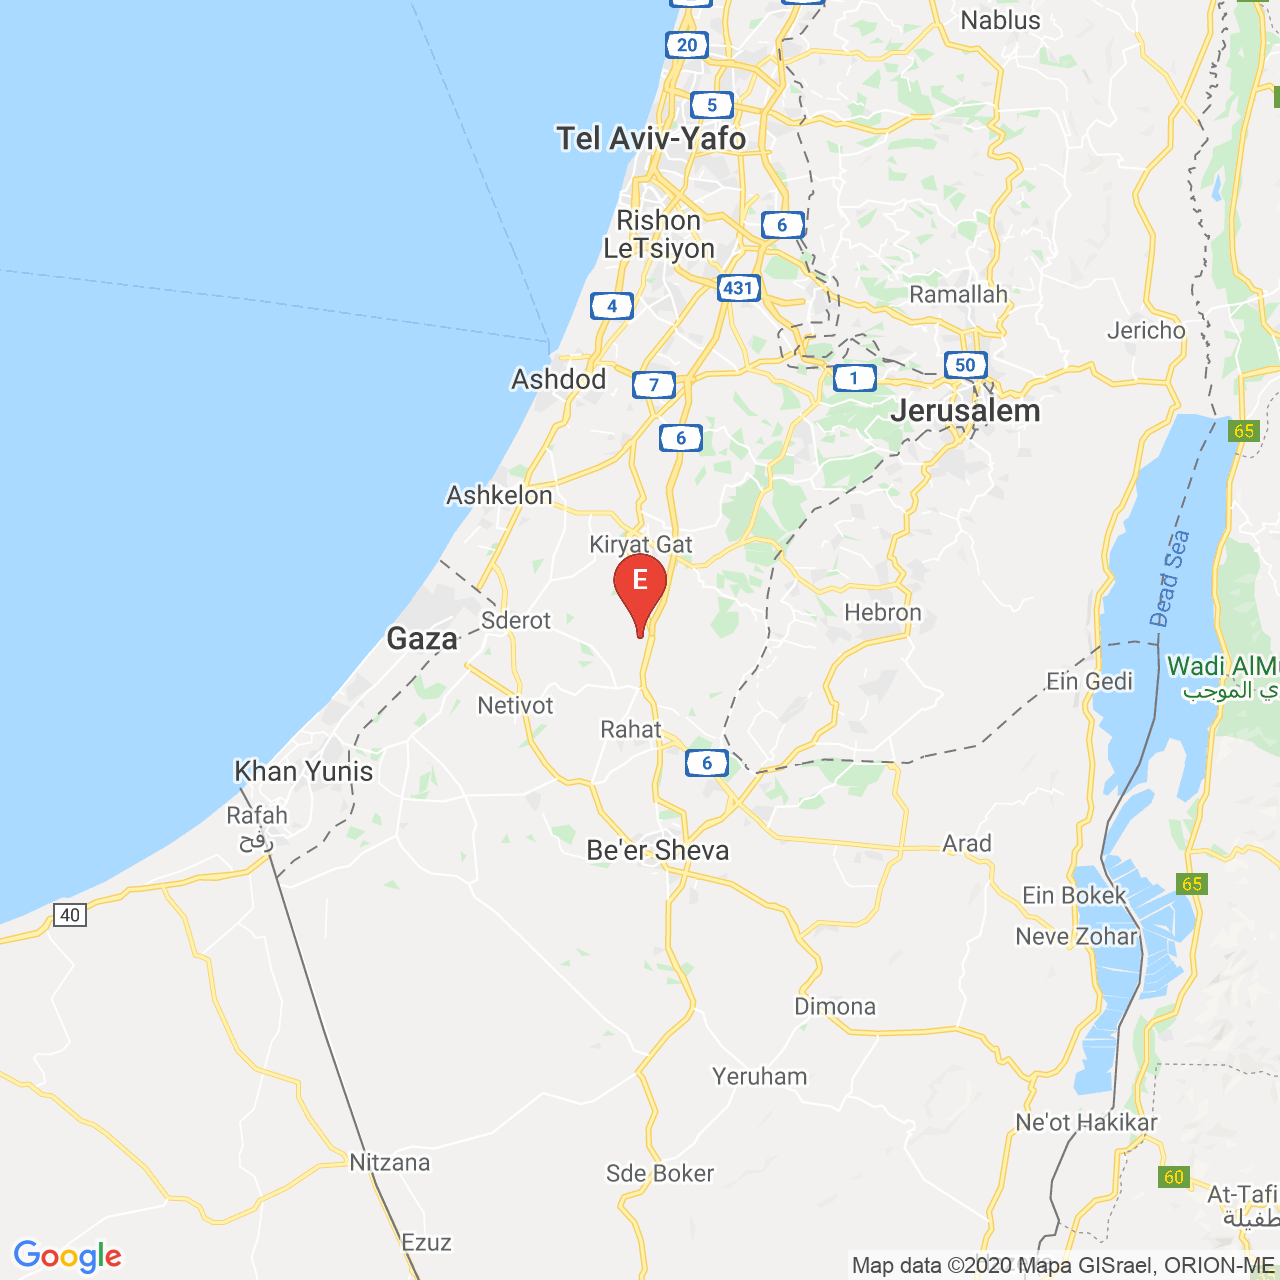 Nablus
20
5
Tel Aviv-Yafo
Rishon
LeTsiyon
6
431
4
Ramallah
Jericho
50
1
7
Ashdod
Jerusalem
65
6
Ashkelon
Kiryat Gat
E
Dead Sea
Hebron
Sderot
Gaza
Wadi AlMu
ي الموجب
Ein Gedi
Netivot
Rahat
6
Khan Yunis
Rafah
رفح
Be'er Sheva
Arad
65
Ein Bokek
40
Neve Zohar
Dimona
Yeruham
Ne'ot Hakikar
Nitzana
Sde Boker
60
At-Tafi
طفيلة
Ezuz
Google
Map data ©2020 Mapa GISrael, ORION-ME